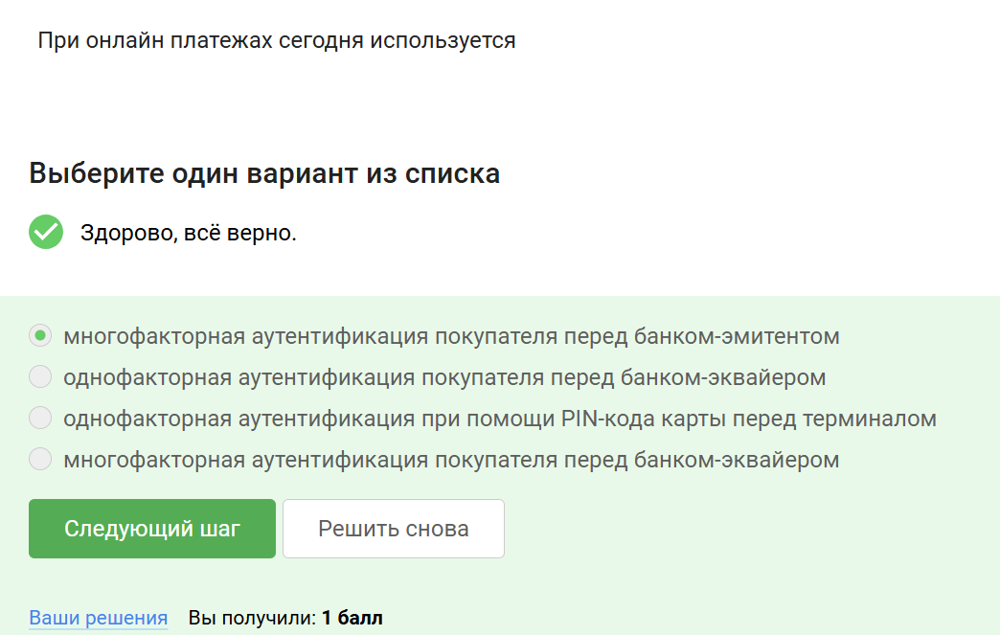 При онлайн платежах сегодня используется
Выберите один вариант из списка
Здорово, всё верно.
многофакторная аутентификация покупателя перед банком-эмитентом
однофакторная аутентификация покупателя перед банком-эквайером
однофакторная аутентификация при помощи PIN-кода карты перед терминалом
многофакторная аутентификация покупателя перед банком-эквайером
Следующий шаг
Решить снова
Ваши решения Вы получили: 1 балл